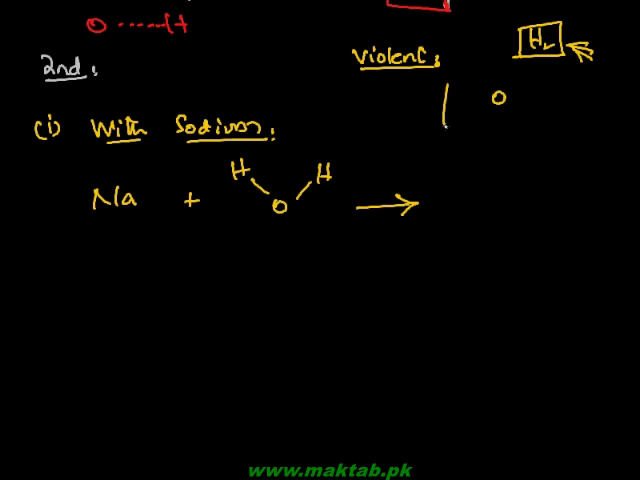 O ......
2nd:
Violent:
H₂
O
(i) With Sodium:
H H
Na + O →
www.maktab.pk